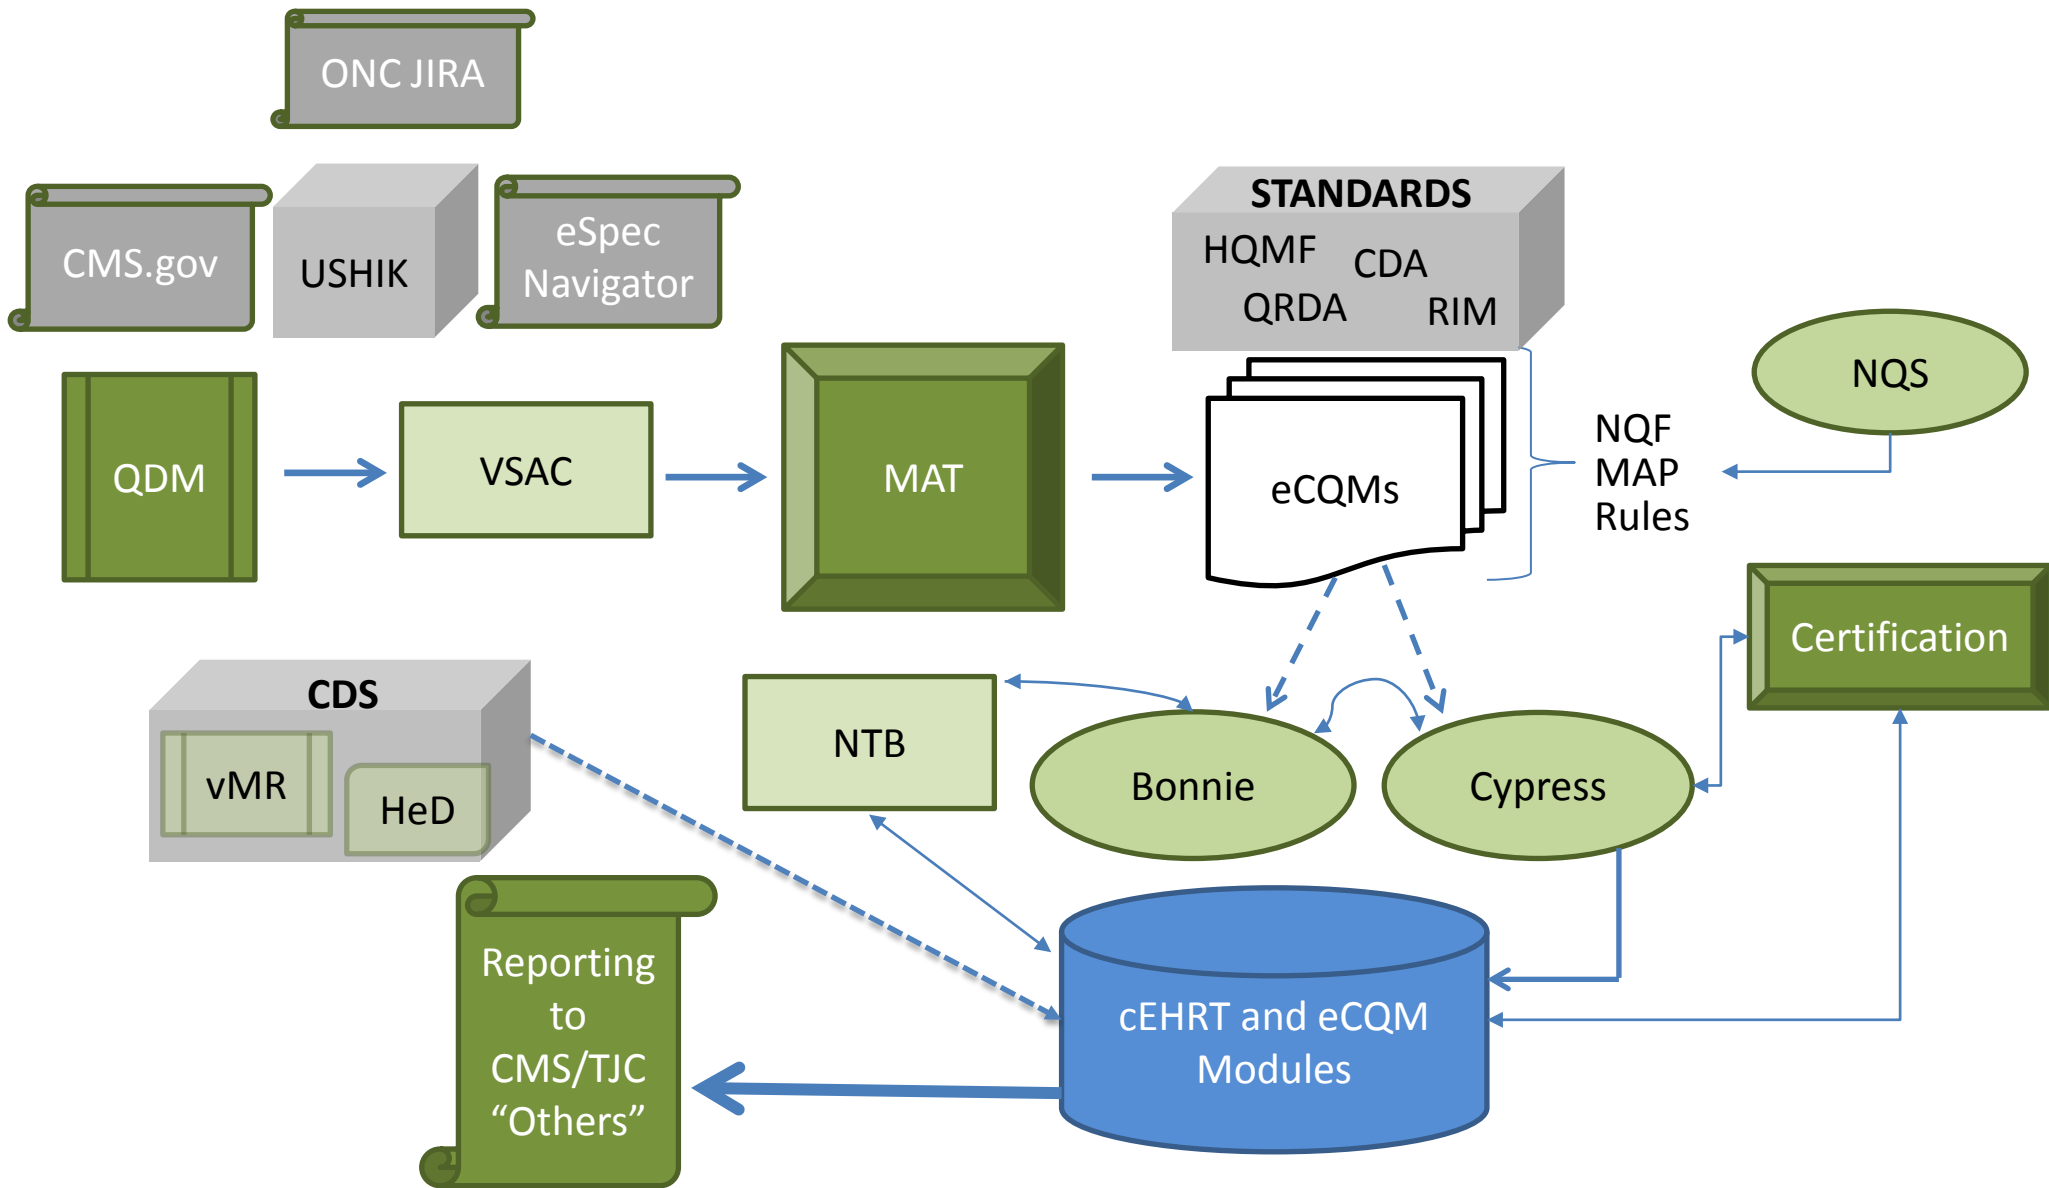 ONC JIRA
CMS.gov
USHIK
eSpec
Navigator
STANDARDS
HQMF
CDA
QRDA
RIM
QDM
VSAC
MAT
eCQMs
NQF
MAP
Rules
NQS
Certification
CDS
vMR
HeD
NTB
Bonnie
Cypress
Reporting
to
CMS/TJC
“Others”
cEHRT and eCQM
Modules